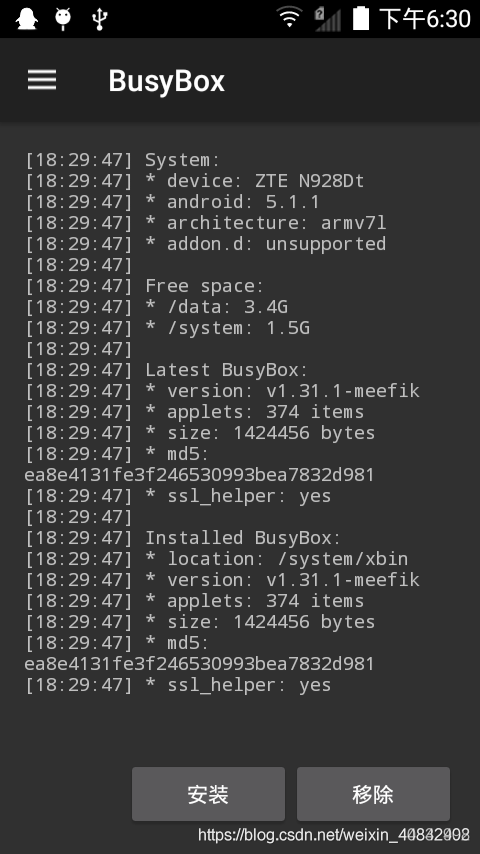 下午6:30
BusyBox
[18:29:47] System:
[18:29:47] * device: ZTE N928Dt
[18:29:47] * android: 5.1.1
[18:29:47] * architecture: armv7l
[18:29:47] * addon.d: unsupported
[18:29:47]
[18:29:47] Free space:
[18:29:47] * /data: 3.4G
[18:29:47] * /system: 1.5G
[18:29:47]
[18:29:47] Latest BusyBox:
[18:29:47] * version: v1.31.1-meefik
[18:29:47] * applets: 374 items
[18:29:47] * size: 1424456 bytes
[18:29:47] * md5:
ea8e4131fe3f246530993bea7832d981
[18:29:47] * ssl_helper: yes
[18:29:47]
[18:29:47] Installed BusyBox:
[18:29:47] * location: /system/xbin
[18:29:47] * version: v1.31.1-meefik
[18:29:47] * applets: 374 items
[18:29:47] * size: 1424456 bytes
[18:29:47] * md5:
ea8e4131fe3f246530993bea7832d981
[18:29:47] * ssl_helper: yes
安装 移除